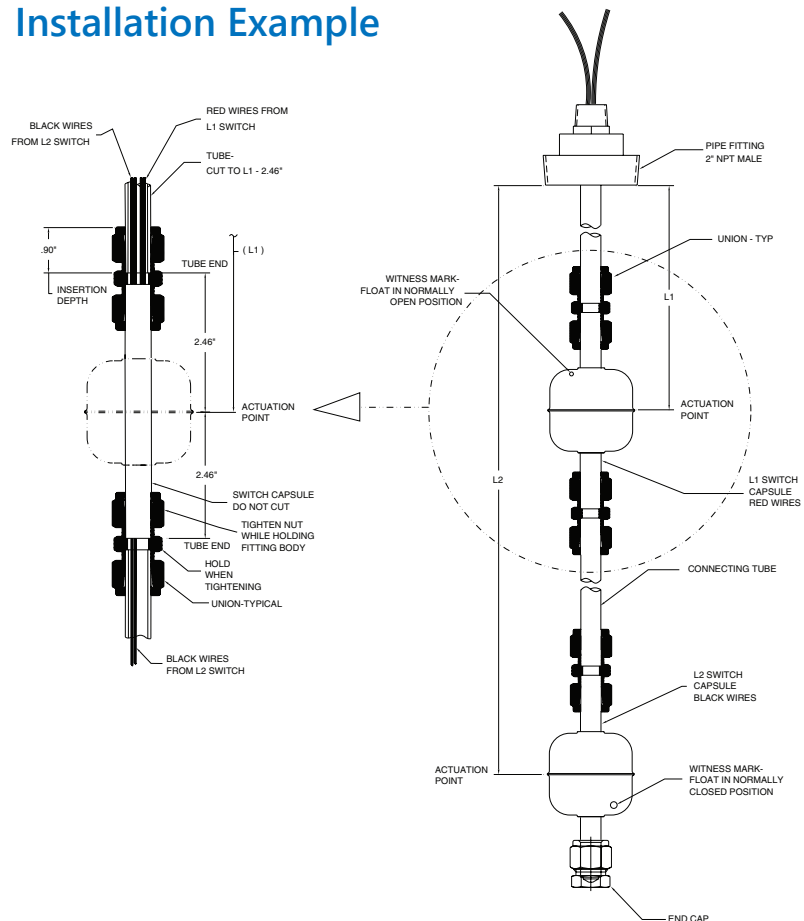 Installation Example
BLACK WIRES
FROM L2 SWITCH
RED WIRES FROM
L1 SWITCH
TUBE-
CUT TO L1 - 2.46"
.90"
INSERTION
DEPTH
TUBE END
( L1 )
2.46"
ACTUATION
POINT
2.46"
SWITCH CAPSULE
DO NOT CUT
TIGHTEN NUT
WHILE HOLDING
FITTING BODY
TUBE END
HOLD
WHEN
TIGHTENING
UNION-TYPICAL
BLACK WIRES
FROM L2 SWITCH
PIPE FITTING
2" NPT MALE
UNION - TYP
WITNESS MARK-
FLOAT IN NORMALLY
OPEN POSITION
L1
ACTUATION
POINT
L2
L1 SWITCH
CAPSULE
RED WIRES
CONNECTING TUBE
L2 SWITCH
CAPSULE
BLACK WIRES
ACTUATION
POINT
WITNESS MARK-
FLOAT IN NORMALLY
CLOSED POSITION
END CAP